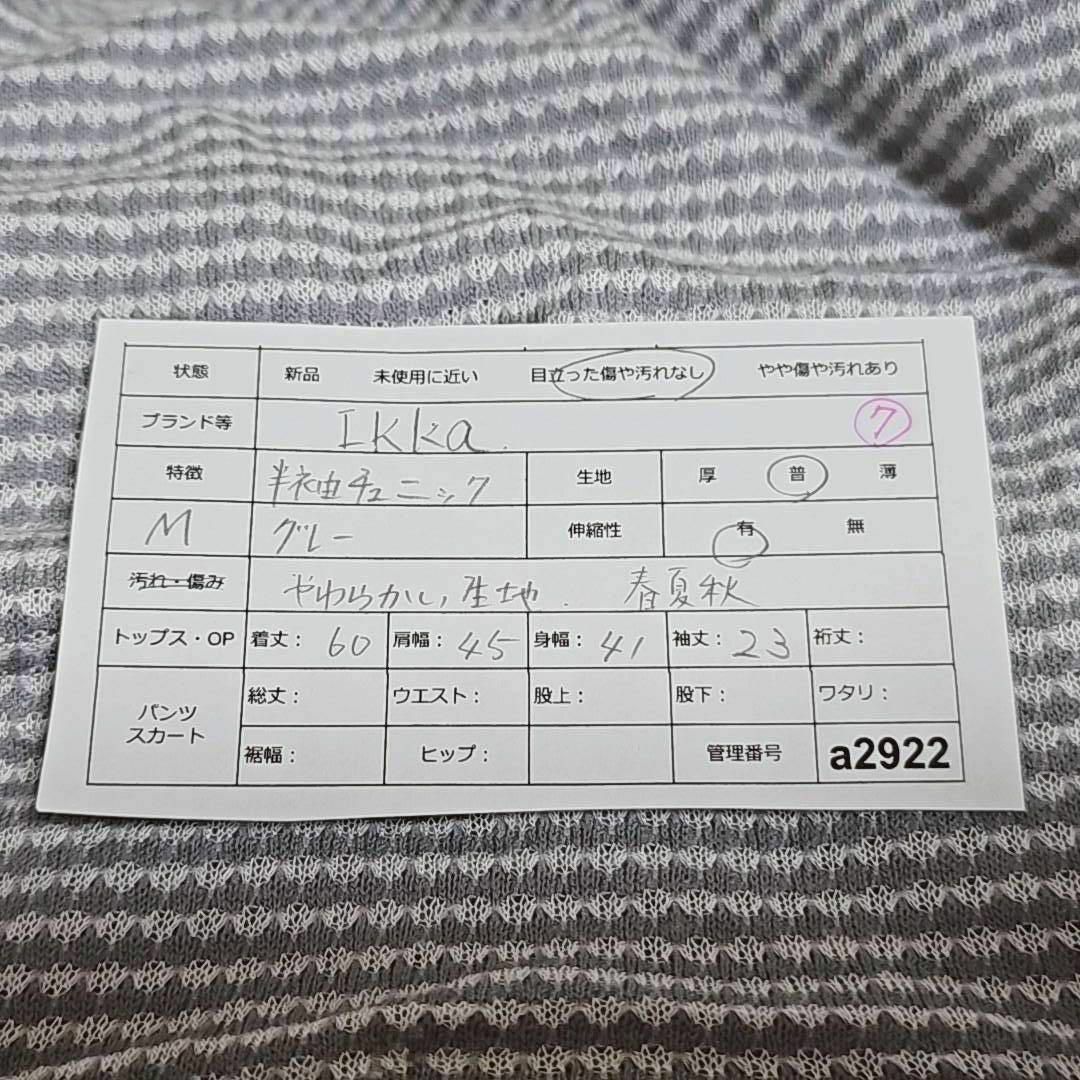 状態 新品 未使用に近い 目立った傷や汚れなし やや傷や汚れあり
ブランド等 Ikka. 7
特徴 半袖チュニック 生地 厚 普 薄
M グレー 伸縮性 有 無
汚れ・傷み やわらかい生地. 春夏秋
トップス・OP 着丈: 60 肩幅: 45 身幅: 41 袖丈: 23 裄丈:
パンツ スカート 総丈: ウエスト: 股上: 股下: ワタリ:
裾幅: ヒップ: 管理番号 a2922